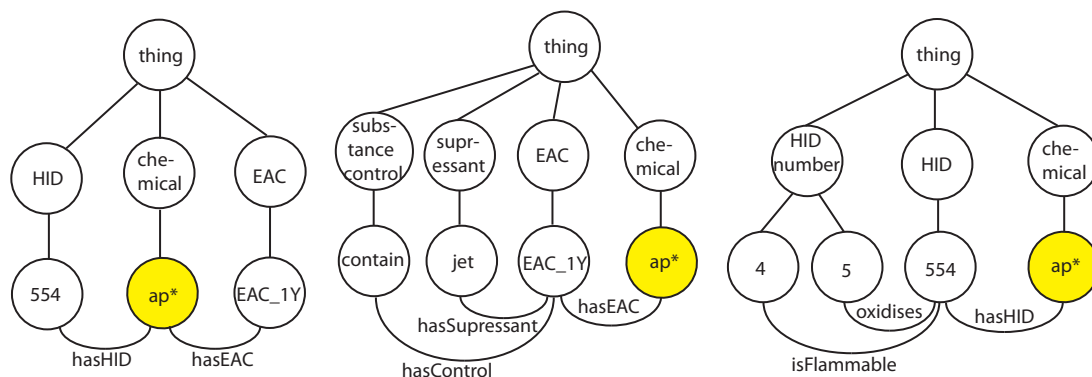 thing
HID
che-
mical
EAC
554
ap*
EAC_1Y
hasHID
hasEAC
thing
subs-
tance
control
supr-
essant
EAC
che-
mical
contain
jet
EAC_1Y
ap*
hasSupressant
hasEAC
hasControl
thing
HID
number
HID
che-
mical
4
5
554
ap*
oxidises
hasHID
isFlammable